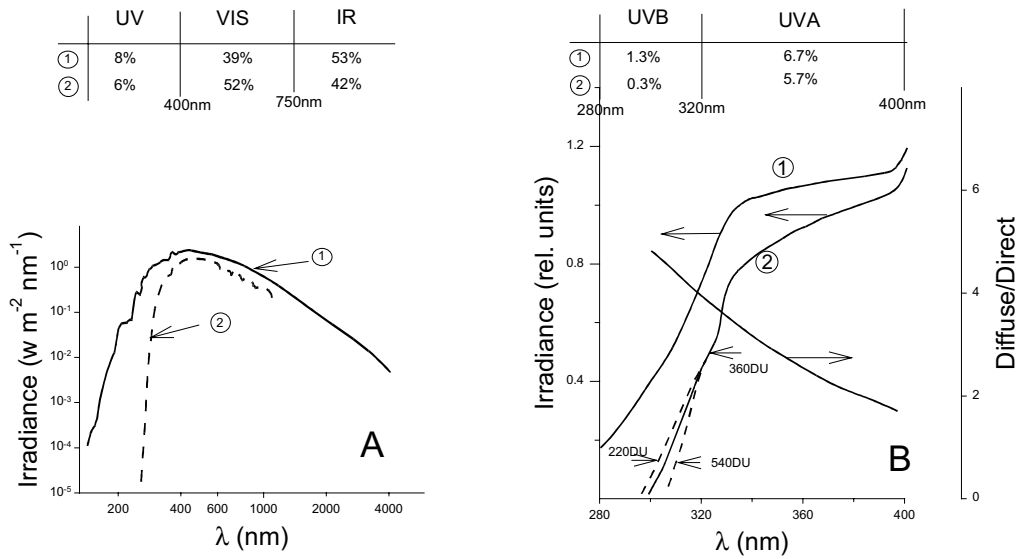 UV VIS IR
① 8% 39% 53%
② 6% 52% 42%
400nm 750nm
Irradiance (w m-2 nm-1)
10⁰
10-1
10-2
10-3
10-4
10-5
①
②
A
200 400 600 1000 2000 4000
λ (nm)
UVB UVA
① 1.3% 6.7%
② 0.3% 5.7%
280nm 320nm 400nm
Irradiance (rel. units)
1.2
1.0
0.8
0.4
①
②
360DU
220DU
540DU
B
280 320 360 400
λ (nm)
6
4
2
0
Diffuse/Direct